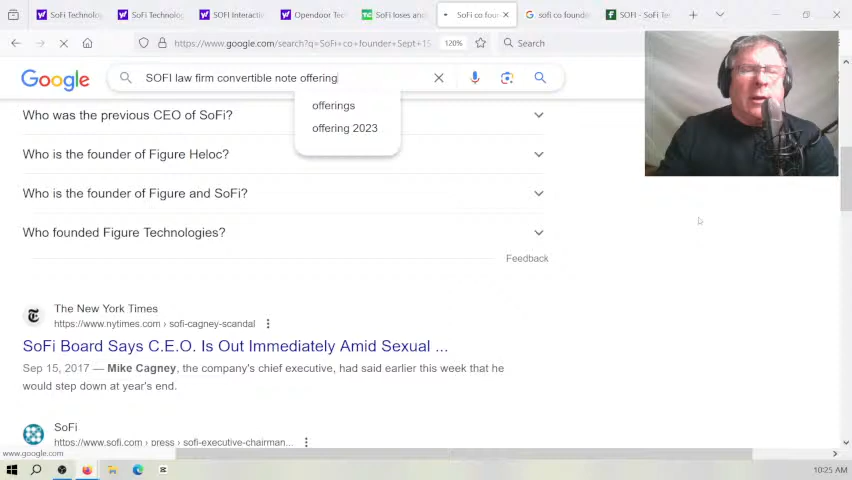 SoFi Technolo
SoFi Technolog
SOFI Interactiv
Opendoor Tec
SoFi loses and
SoFi co foun
sofi co foundin
SOFI - SoFi Te
https://www.google.com/search?q=SoFi+co+founder+Sept+15
120%
Search
Google
SOFI law firm convertible note offering
offerings
offering 2023
Who was the previous CEO of SoFi?
Who is the founder of Figure Heloc?
Who is the founder of Figure and SoFi?
Who founded Figure Technologies?
Feedback
The New York Times
https://www.nytimes.com › sofi-cagney-scandal
SoFi Board Says C.E.O. Is Out Immediately Amid Sexual ...
Sep 15, 2017 — Mike Cagney, the company's chief executive, had said earlier this week that he
would step down at year's end.
SoFi
https://www.sofi.com › press › sofi-executive-chairman...
www.google.com
10:25 AM